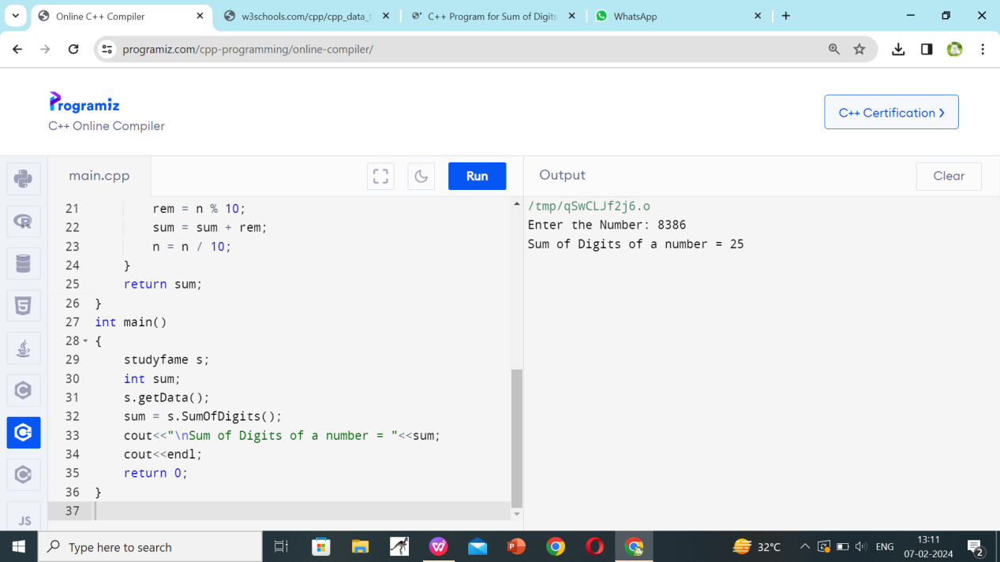 Online C++ Compiler
w3schools.com/cpp/cpp_data_t
C++ Program for Sum of Digits
WhatsApp
programiz.com/cpp-programming/online-compiler/
Programiz
C++ Online Compiler
C++ Certification ❯
main.cpp
Run
Output
Clear
21 rem = n % 10;
22 sum = sum + rem;
23 n = n / 10;
24 }
25 return sum;
26 }
27 int main()
28 {
29 studyfame s;
30 int sum;
31 s.getData();
32 sum = s.SumOfDigits();
33 cout<<"\nSum of Digits of a number = "<<sum;
34 cout<<endl;
35 return 0;
36 }
37
/tmp/qSwCLJf2j6.o
Enter the Number: 8386
Sum of Digits of a number = 25
JS
Type here to search
32°C
ENG
13:11
07-02-2024
2